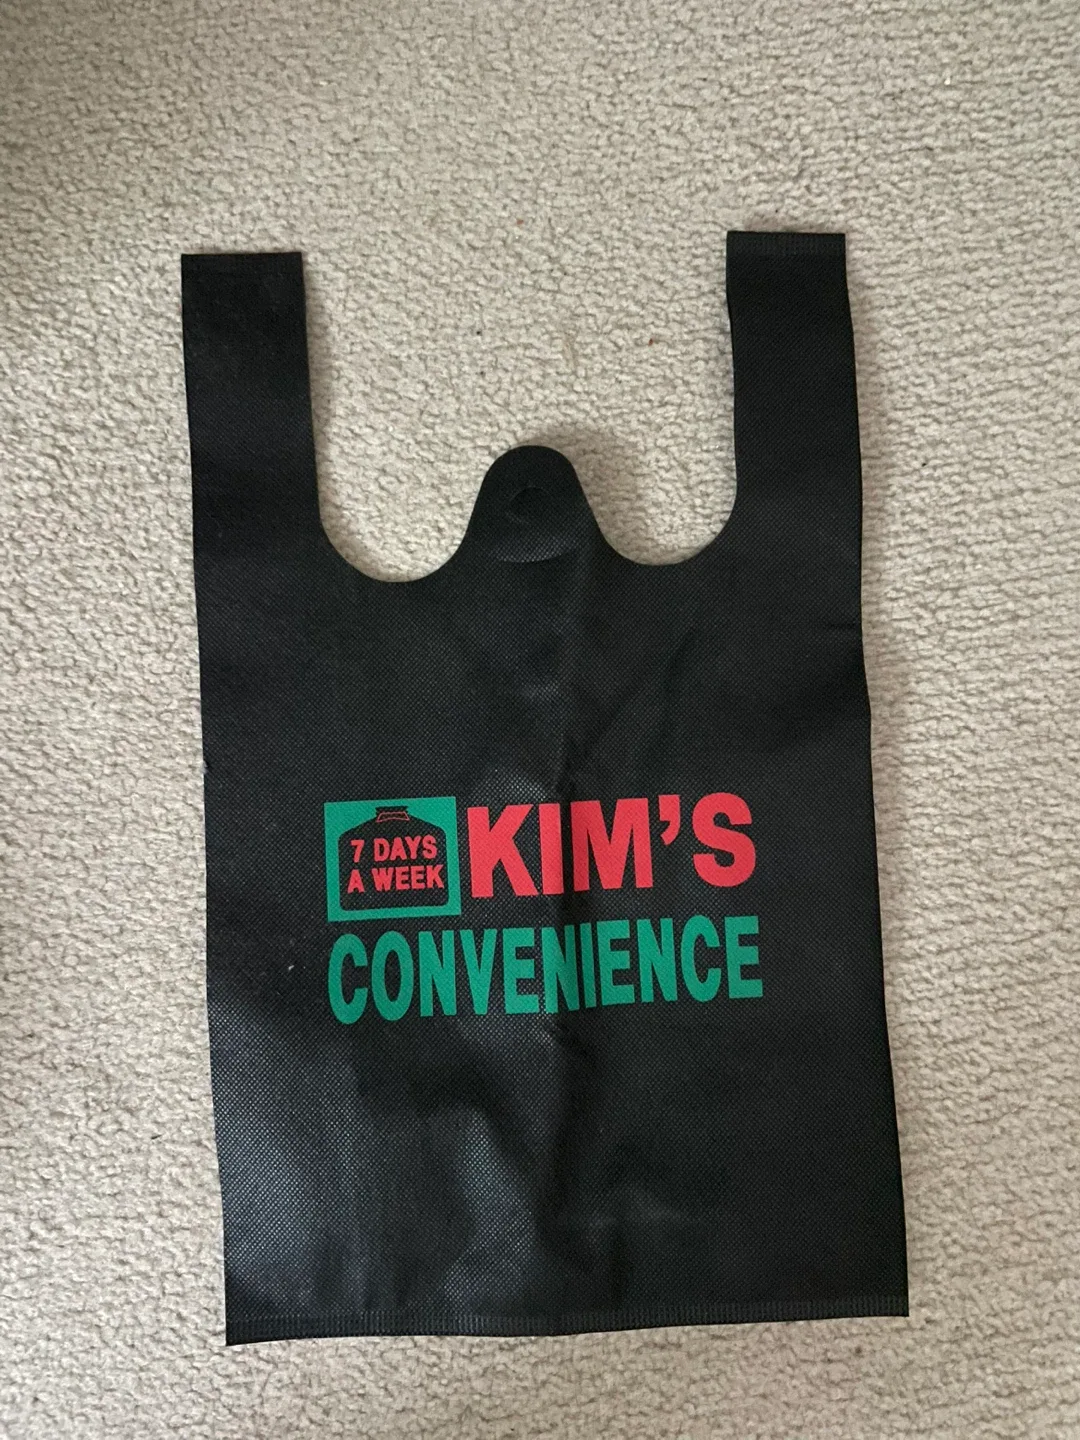 7 DAYS
A WEEK
KIM'S
CONVENIENCE